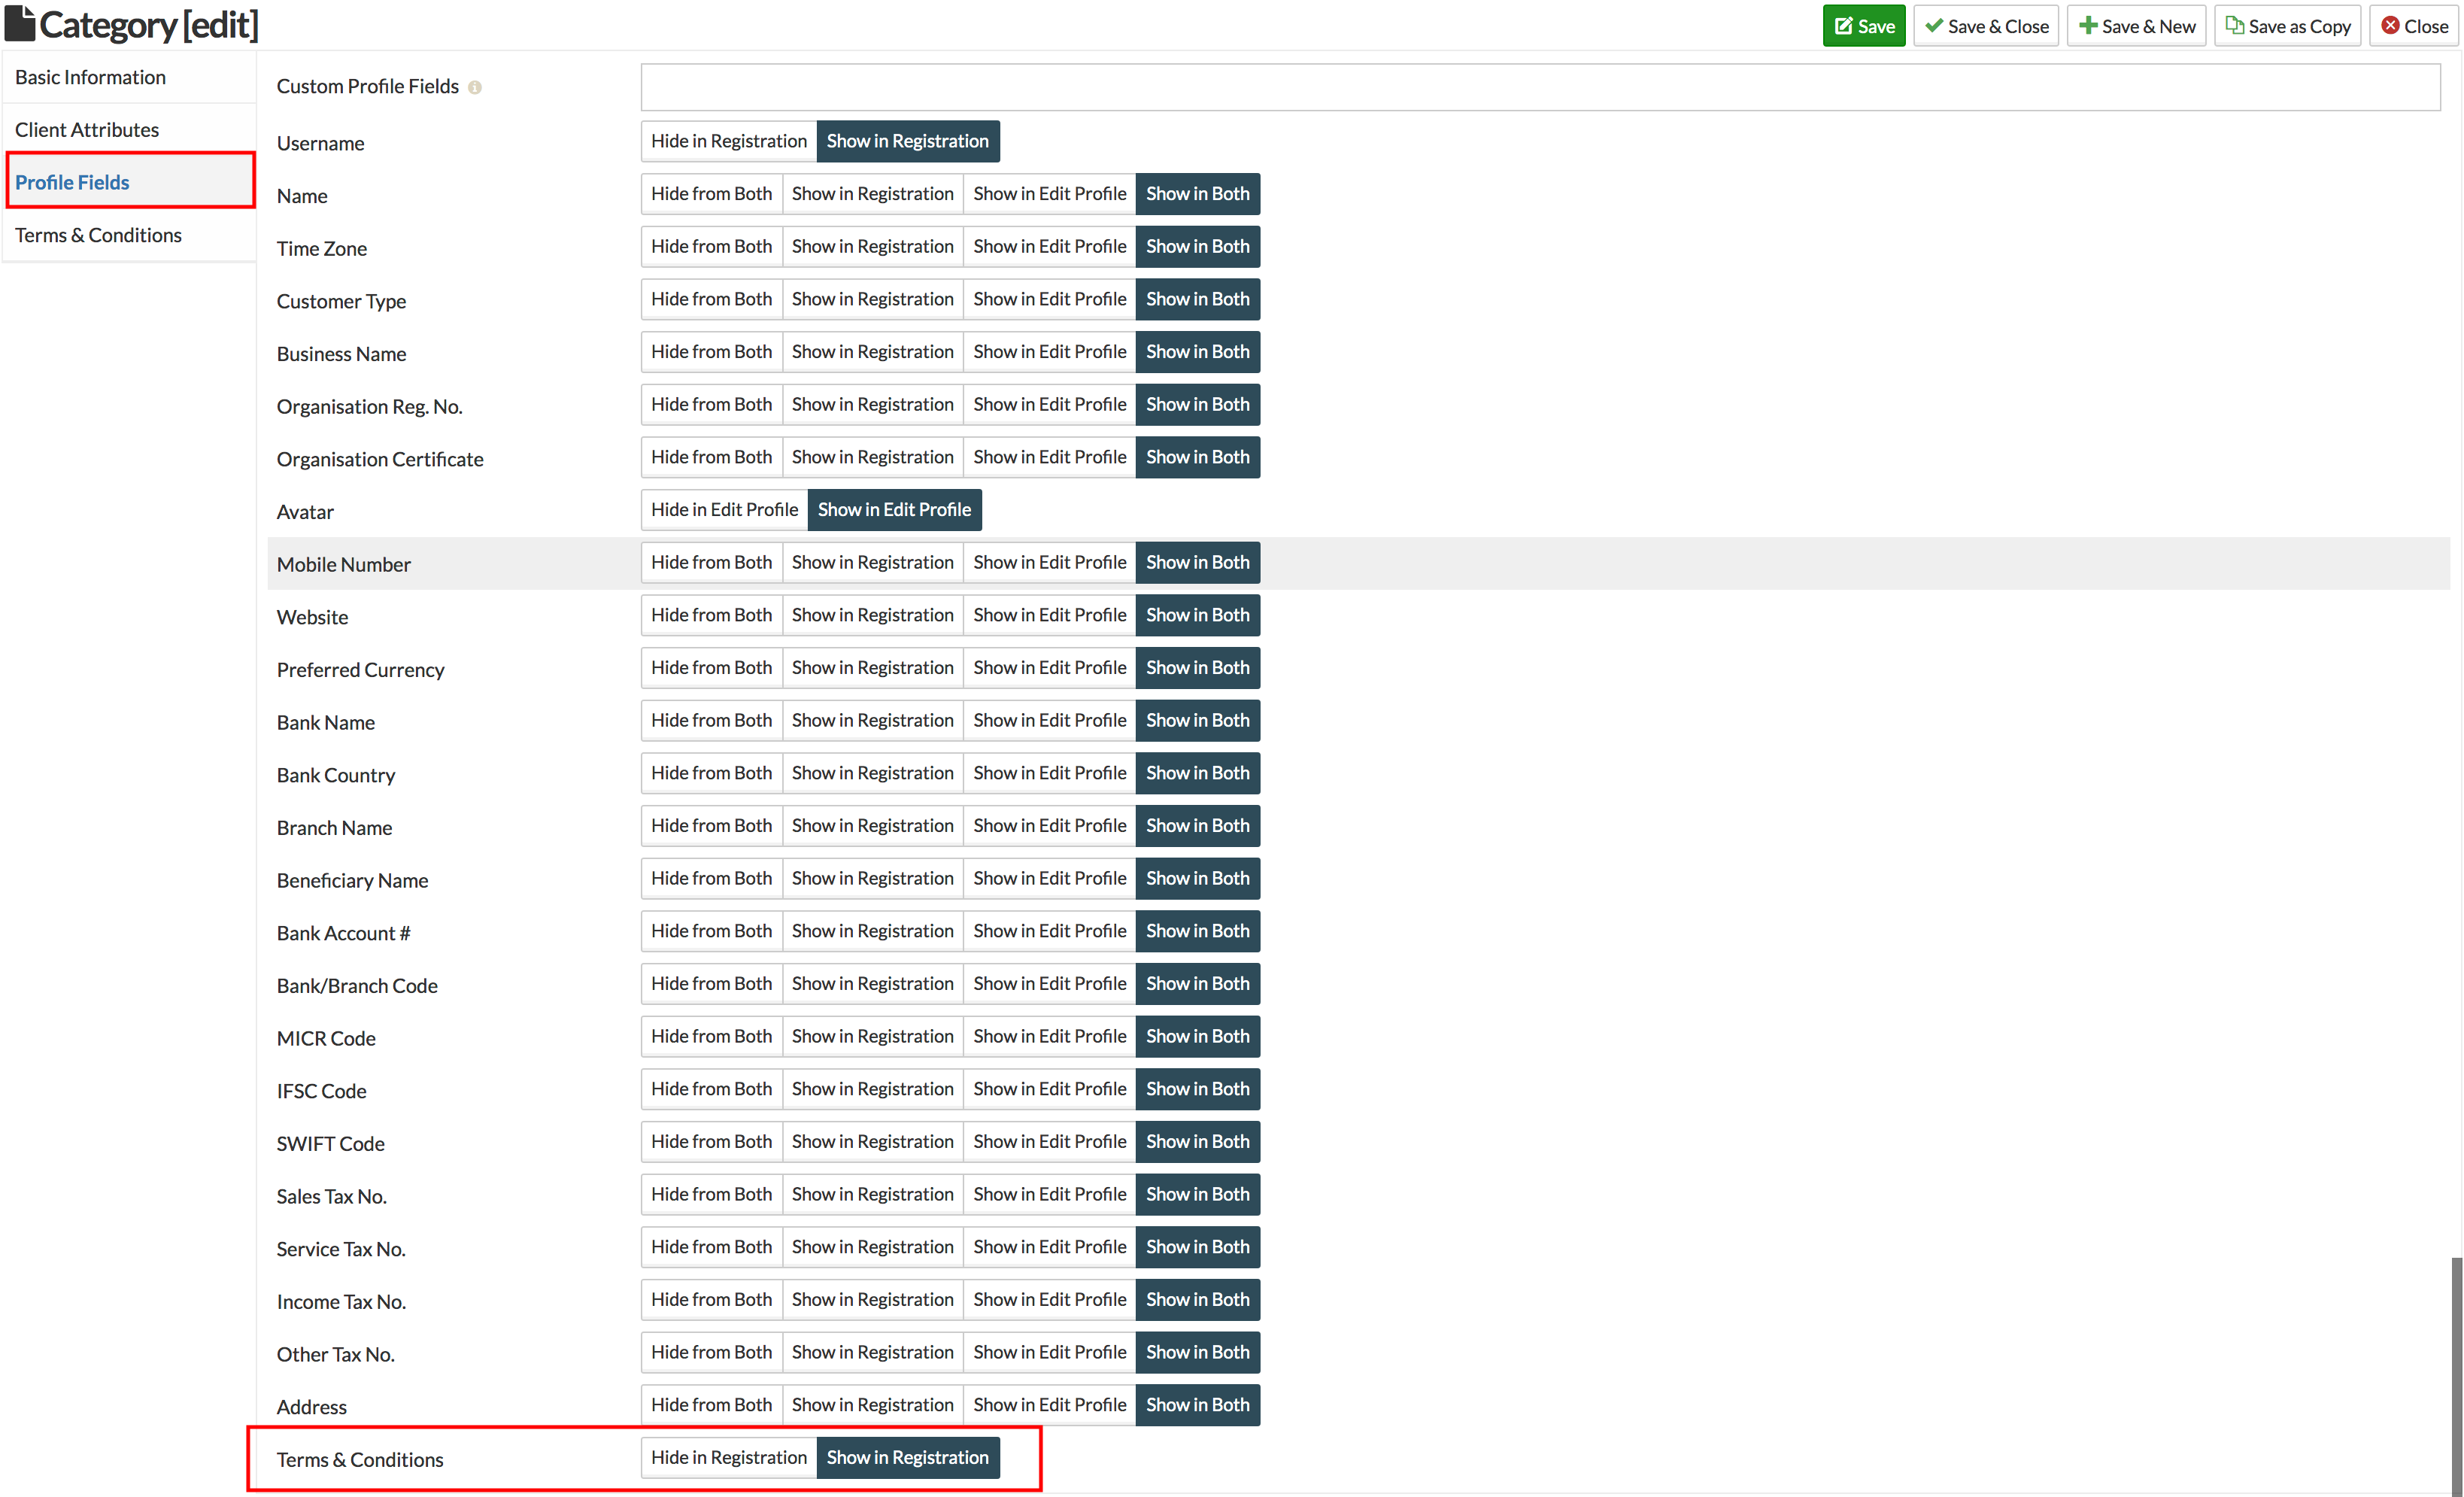 Category [edit]
Save
Save & Close
Save & New
Save as Copy
Close
Basic Information
Client Attributes
Profile Fields
Terms & Conditions
Custom Profile Fields
Username Hide in Registration Show in Registration
Name Hide from Both Show in Registration Show in Edit Profile Show in Both
Time Zone Hide from Both Show in Registration Show in Edit Profile Show in Both
Customer Type Hide from Both Show in Registration Show in Edit Profile Show in Both
Business Name Hide from Both Show in Registration Show in Edit Profile Show in Both
Organisation Reg. No. Hide from Both Show in Registration Show in Edit Profile Show in Both
Organisation Certificate Hide from Both Show in Registration Show in Edit Profile Show in Both
Avatar Hide in Edit Profile Show in Edit Profile
Mobile Number Hide from Both Show in Registration Show in Edit Profile Show in Both
Website Hide from Both Show in Registration Show in Edit Profile Show in Both
Preferred Currency Hide from Both Show in Registration Show in Edit Profile Show in Both
Bank Name Hide from Both Show in Registration Show in Edit Profile Show in Both
Bank Country Hide from Both Show in Registration Show in Edit Profile Show in Both
Branch Name Hide from Both Show in Registration Show in Edit Profile Show in Both
Beneficiary Name Hide from Both Show in Registration Show in Edit Profile Show in Both
Bank Account # Hide from Both Show in Registration Show in Edit Profile Show in Both
Bank/Branch Code Hide from Both Show in Registration Show in Edit Profile Show in Both
MICR Code Hide from Both Show in Registration Show in Edit Profile Show in Both
IFSC Code Hide from Both Show in Registration Show in Edit Profile Show in Both
SWIFT Code Hide from Both Show in Registration Show in Edit Profile Show in Both
Sales Tax No. Hide from Both Show in Registration Show in Edit Profile Show in Both
Service Tax No. Hide from Both Show in Registration Show in Edit Profile Show in Both
Income Tax No. Hide from Both Show in Registration Show in Edit Profile Show in Both
Other Tax No. Hide from Both Show in Registration Show in Edit Profile Show in Both
Address Hide from Both Show in Registration Show in Edit Profile Show in Both
Terms & Conditions Hide in Registration Show in Registration